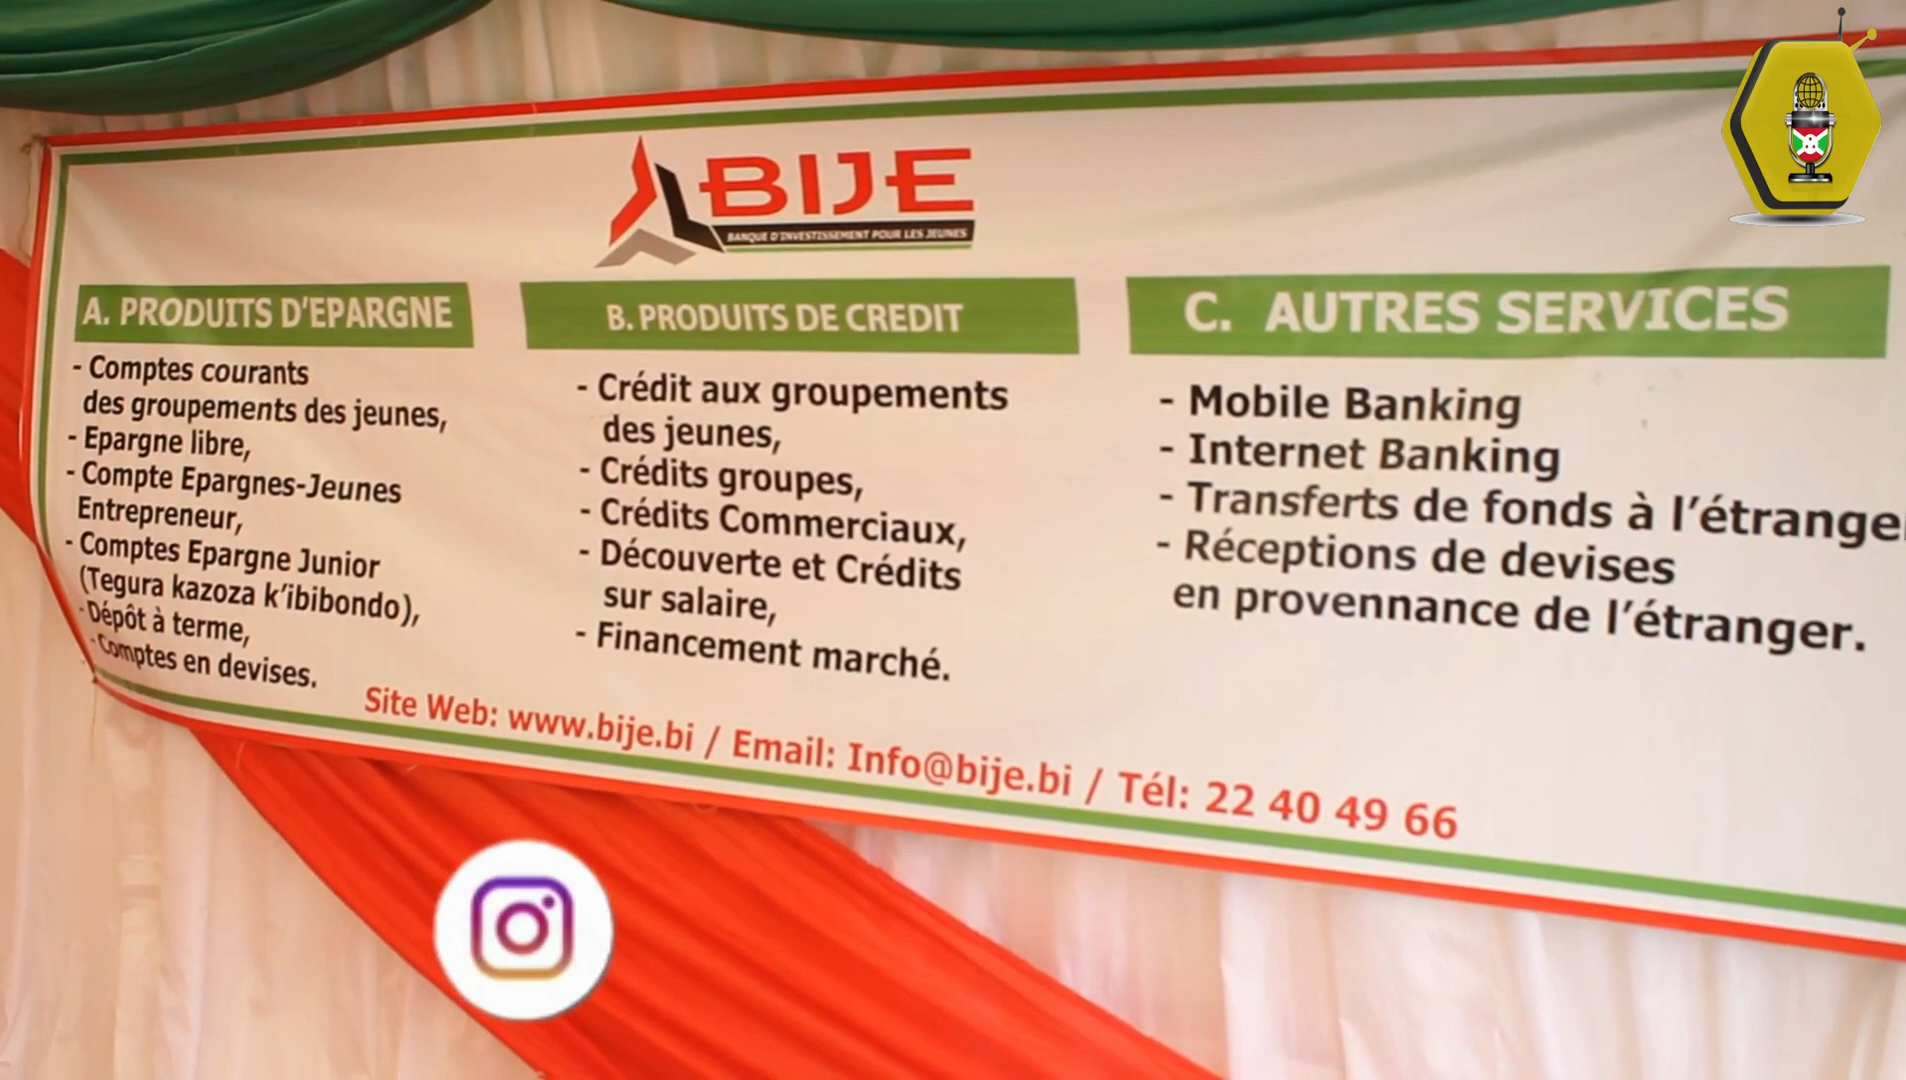 BIJE
BANQUE D'INVESTISSEMENT POUR LES JEUNES
A. PRODUITS D'EPARGNE
- Comptes courants
des groupements des jeunes,
- Epargne libre,
- Compte Epargnes-Jeunes
Entrepreneur,
- Comptes Epargne Junior
(Tegura kazoza k'ibibondo),
- Dépôt à terme,
- Comptes en devises.
B. PRODUITS DE CREDIT
- Crédit aux groupements
des jeunes,
- Crédits groupes,
- Crédits Commerciaux,
- Découverte et Crédits
sur salaire,
- Financement marché.
C. AUTRES SERVICES
- Mobile Banking
- Internet Banking
- Transferts de fonds à l'étrange
- Réceptions de devises
en provennance de l'étranger.
Site Web: www.bije.bi / Email: Info@bije.bi / Tél: 22 40 49 66